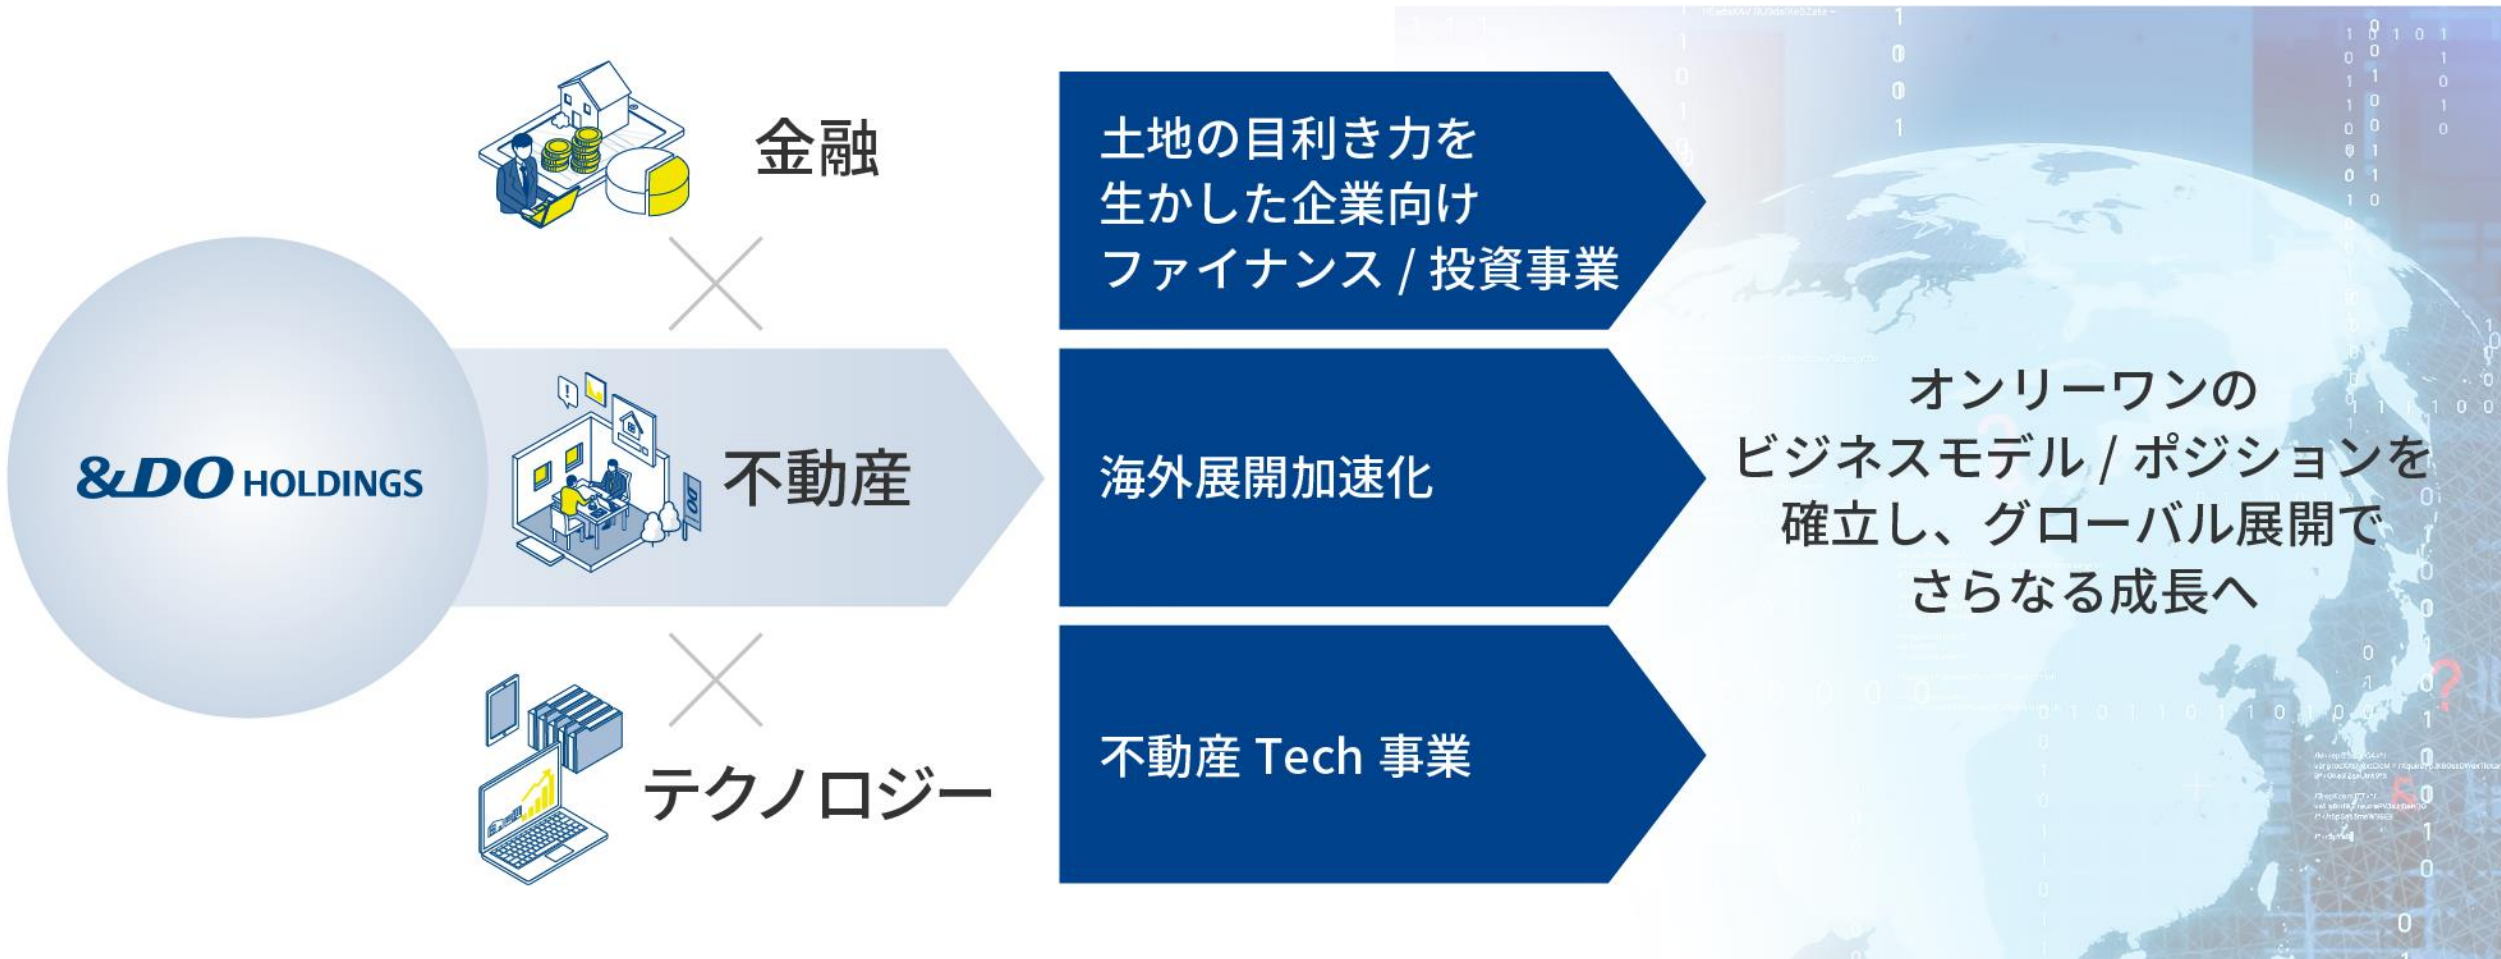 &DO HOLDINGS
金融
不動産
テクノロジー
土地の目利き力を
生かした企業向け
ファイナンス / 投資事業
海外展開加速化
不動産 Tech 事業
オンリーワンの
ビジネスモデル / ポジションを
確立し、グローバル展開で
さらなる成長へ